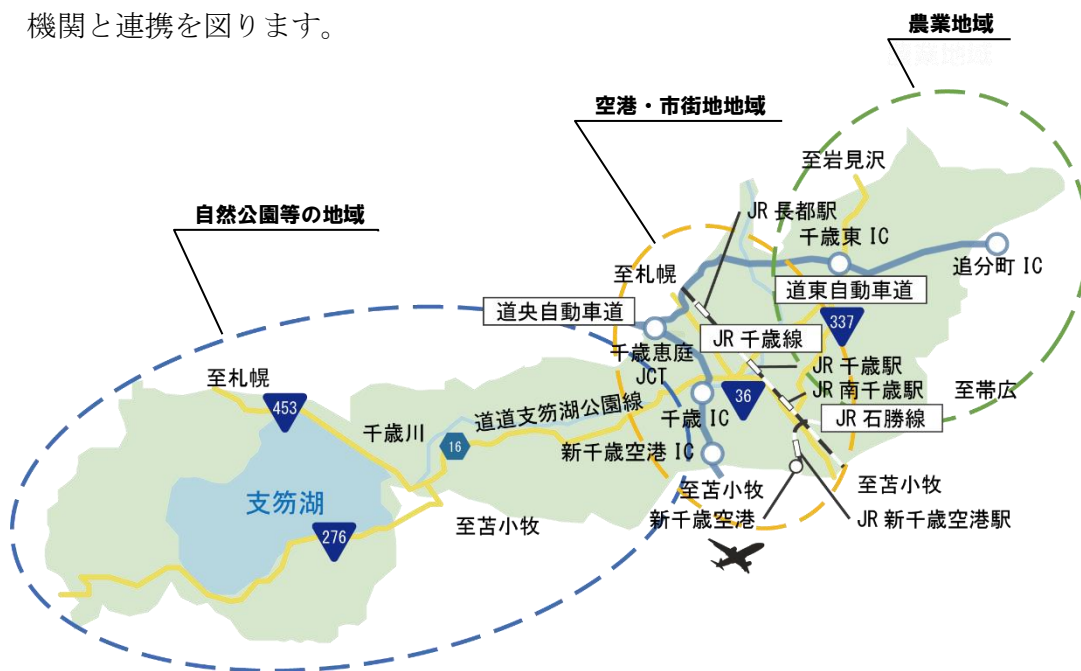 機関と連携を図ります。
農業地域
空港・市街地地域
自然公園等の地域
至岩見沢
JR 長都駅
千歳東 IC
追分町 IC
至札幌
道東自動車道
道央自動車道
337
JR 千歳線
千歳恵庭
JCT
JR 千歳駅
至札幌
36
JR 南千歳駅
至帯広
453
道道支笏湖公園線
千歳 IC
JR 石勝線
千歳川
16
新千歳空港 IC
支笏湖
至苫小牧
至苫小牧
276
至苫小牧
新千歳空港
JR 新千歳空港駅